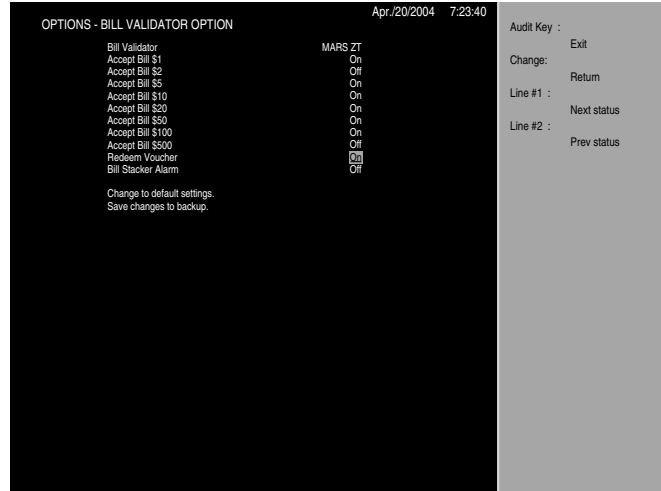 Apr./20/2004 7:23:40
OPTIONS - BILL VALIDATOR OPTION
Bill Validator MARS ZT
Accept Bill $1 On
Accept Bill $2 Off
Accept Bill $5 On
Accept Bill $10 On
Accept Bill $20 On
Accept Bill $50 On
Accept Bill $100 On
Accept Bill $500 Off
Redeem Voucher On
Bill Stacker Alarm Off
Change to default settings.
Save changes to backup.
Audit Key :
Exit
Change:
Return
Line #1 :
Next status
Line #2 :
Prev status